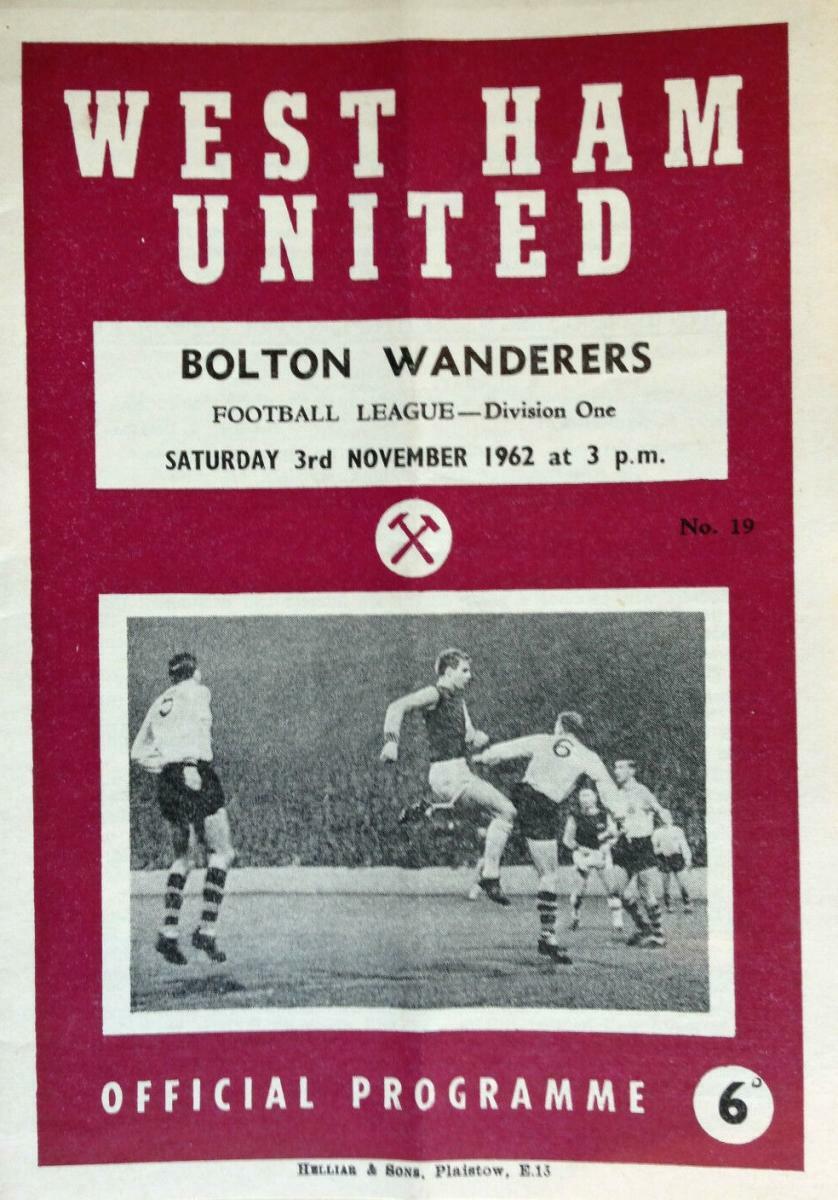 WEST HAM
UNITED
BOLTON WANDERERS
FOOTBALL LEAGUE—Division One
SATURDAY 3rd NOVEMBER 1962 at 3 p.m.
No. 19
6
OFFICIAL PROGRAMME
6D
HELLIAR & SONS, Plaistow, E.13